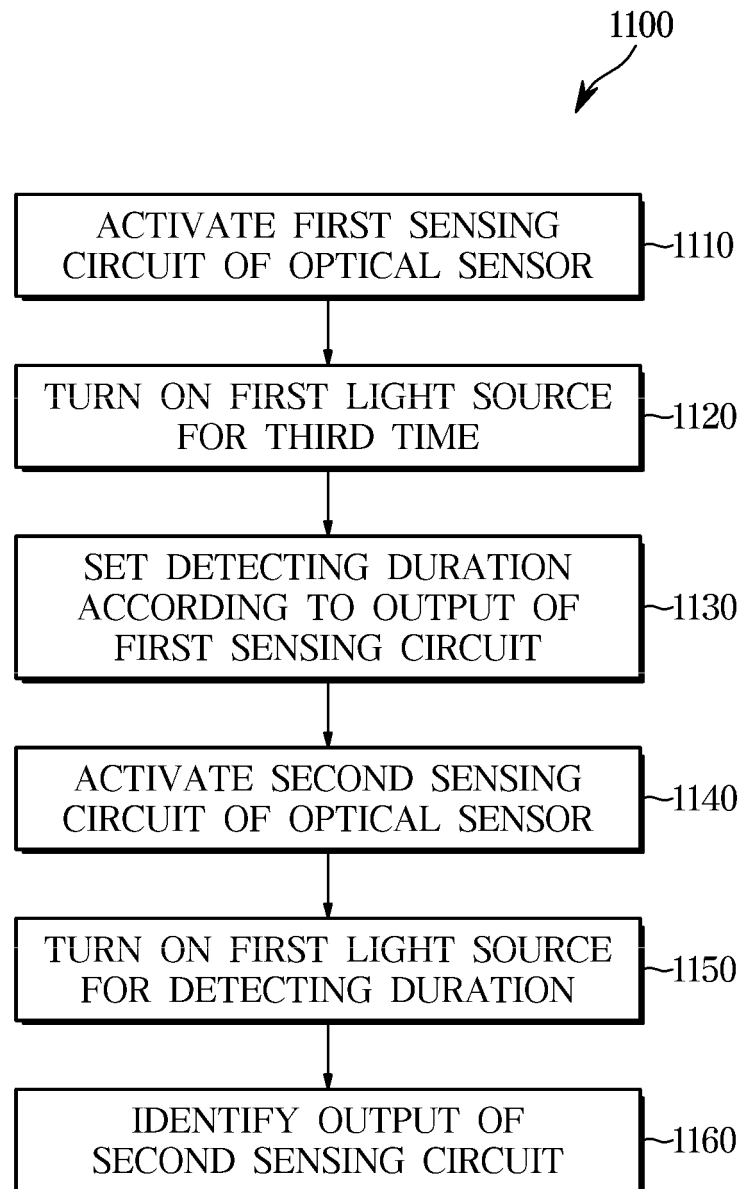 1100
ACTIVATE FIRST SENSING
CIRCUIT OF OPTICAL SENSOR
1110
TURN ON FIRST LIGHT SOURCE
FOR THIRD TIME
1120
SET DETECTING DURATION
ACCORDING TO OUTPUT OF
FIRST SENSING CIRCUIT
1130
ACTIVATE SECOND SENSING
CIRCUIT OF OPTICAL SENSOR
1140
TURN ON FIRST LIGHT SOURCE
FOR DETECTING DURATION
1150
IDENTIFY OUTPUT OF
SECOND SENSING CIRCUIT
1160